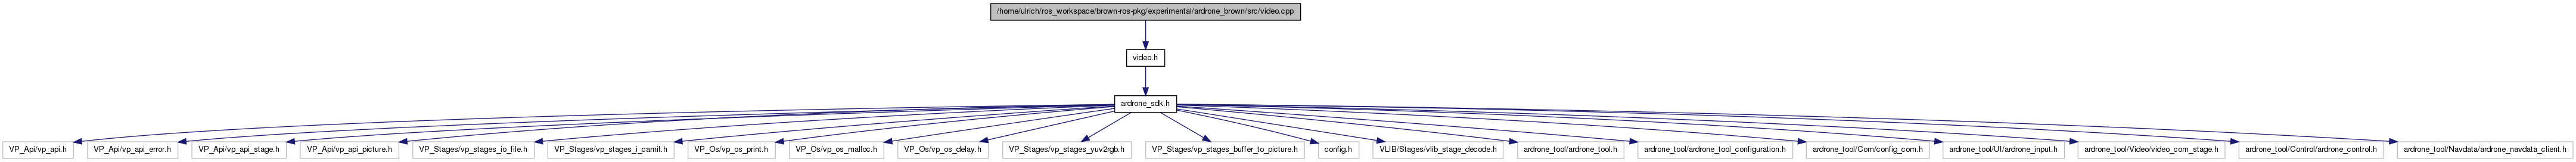 /home/ulrich/ros_workspace/brown-ros-pkg/experimental/ardrone_brown/src/video.cpp
video.h
ardrone_sdk.h
VP_Api/vp_api.h
VP_Api/vp_api_error.h
VP_Api/vp_api_stage.h
VP_Api/vp_api_picture.h
VP_Stages/vp_stages_io_file.h
VP_Stages/vp_stages_i_camif.h
VP_Os/vp_os_print.h
VP_Os/vp_os_malloc.h
VP_Os/vp_os_delay.h
VP_Stages/vp_stages_yuv2rgb.h
VP_Stages/vp_stages_buffer_to_picture.h
config.h
VLIB/Stages/vlib_stage_decode.h
ardrone_tool/ardrone_tool.h
ardrone_tool/ardrone_tool_configuration.h
ardrone_tool/Com/config_com.h
ardrone_tool/UI/ardrone_input.h
ardrone_tool/Video/video_com_stage.h
ardrone_tool/Control/ardrone_control.h
ardrone_tool/Navdata/ardrone_navdata_client.h